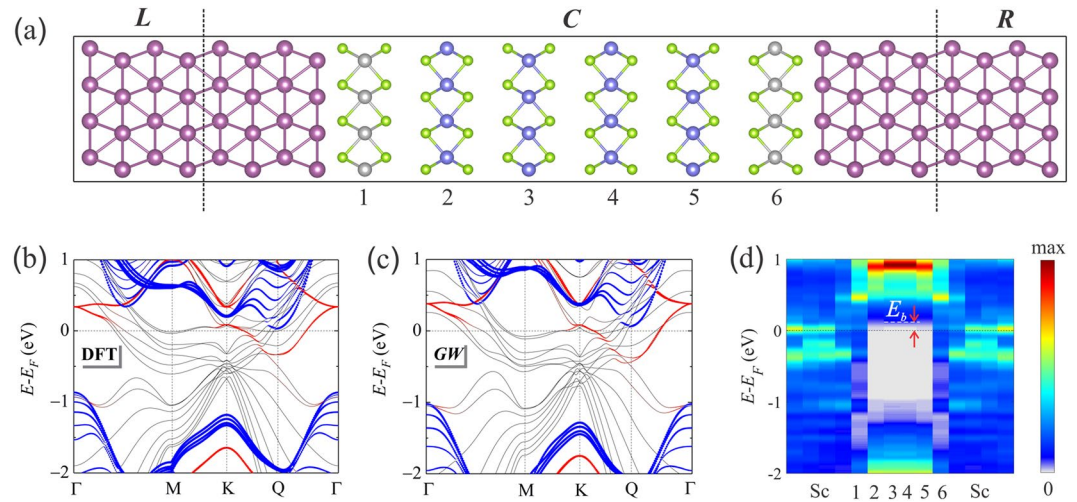 L C R
(a)
1 2 3 4 5 6
(b) (c) (d) max
1 1 1
E_b
0 0 0
E-E_F (eV) DFT E-E_F (eV) GW E-E_F (eV)
−1 −1 -1
−2 −2 -2 0
Γ M K Q Γ Γ M K Q Γ Sc 1 2 3 4 5 6 Sc